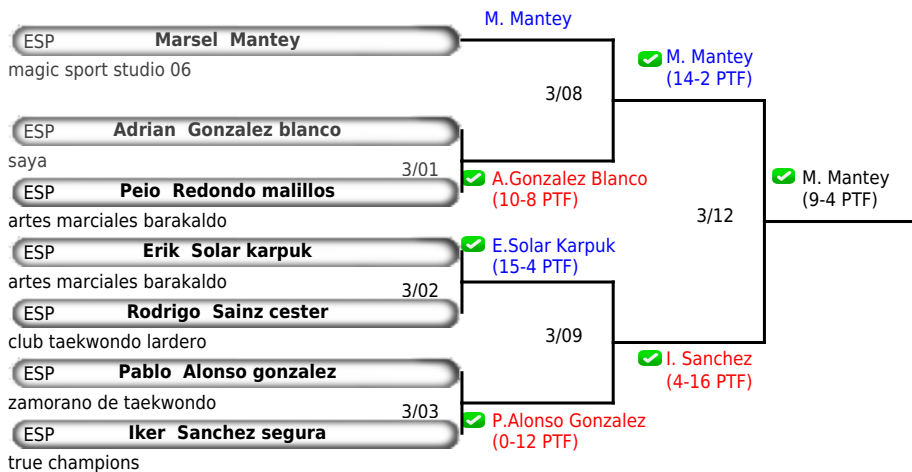 M. Mantey
ESP Marsel Mantey
magic sport studio 06
M. Mantey
(14-2 PTF)
3/08
ESP Adrian Gonzalez blanco
saya
3/01
A.Gonzalez Blanco
(10-8 PTF)
ESP Peio Redondo malillos
artes marciales barakaldo
M. Mantey
(9-4 PTF)
3/12
ESP Erik Solar karpuk
artes marciales barakaldo
E.Solar Karpuk
(15-4 PTF)
3/02
ESP Rodrigo Sainz cester
club taekwondo lardero
3/09
I. Sanchez
(4-16 PTF)
ESP Pablo Alonso gonzalez
zamorano de taekwondo
3/03
P.Alonso Gonzalez
(0-12 PTF)
ESP Iker Sanchez segura
true champions